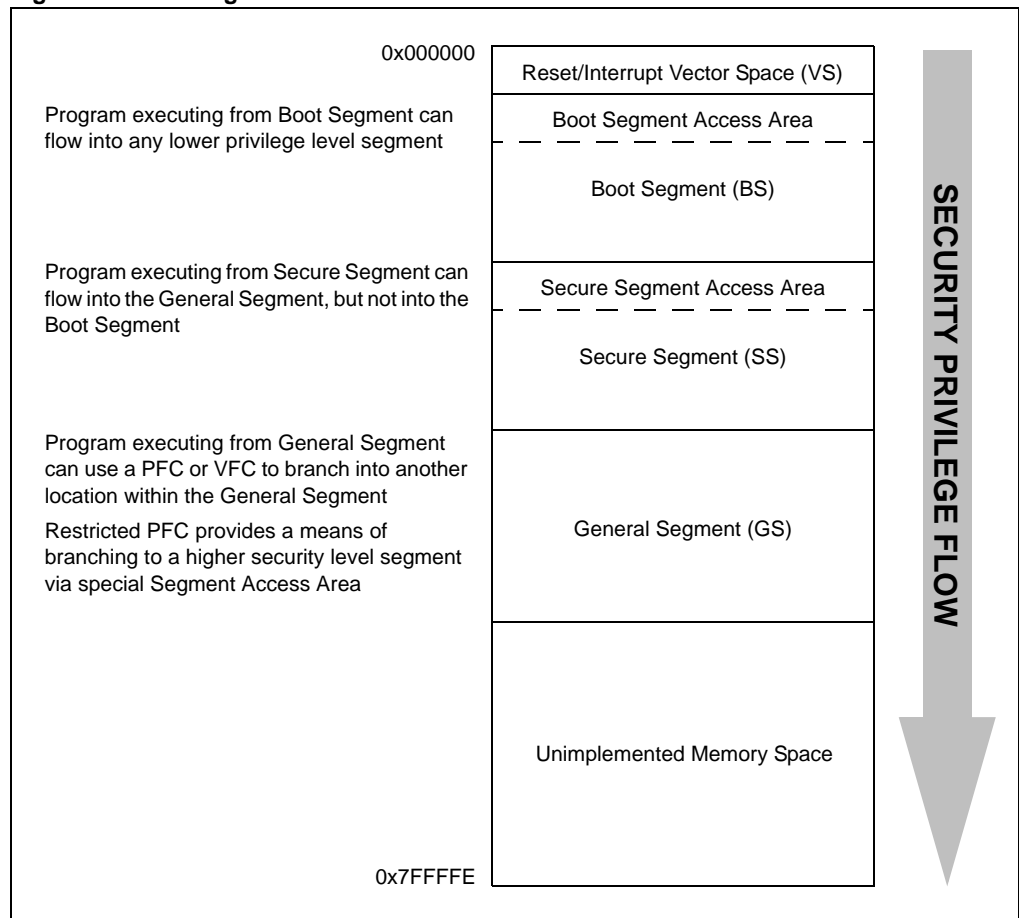 0x000000
Reset/Interrupt Vector Space (VS)
Program executing from Boot Segment can
flow into any lower privilege level segment
Boot Segment Access Area
Boot Segment (BS)
Program executing from Secure Segment can
flow into the General Segment, but not into the
Boot Segment
Secure Segment Access Area
Secure Segment (SS)
Program executing from General Segment
can use a PFC or VFC to branch into another
location within the General Segment
Restricted PFC provides a means of
branching to a higher security level segment
via special Segment Access Area
General Segment (GS)
Unimplemented Memory Space
0x7FFFFE
SECURITY PRIVILEGE FLOW